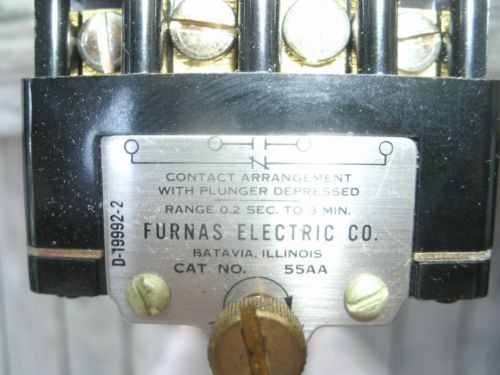 CONTACT ARRANGEMENT
WITH PLUNGER DEPRESSED
RANGE 0.2 SEC. TO 3 MIN.
FURNAS ELECTRIC CO.
BATAVIA, ILLINOIS
CAT NO. 55AA
D-19992-2